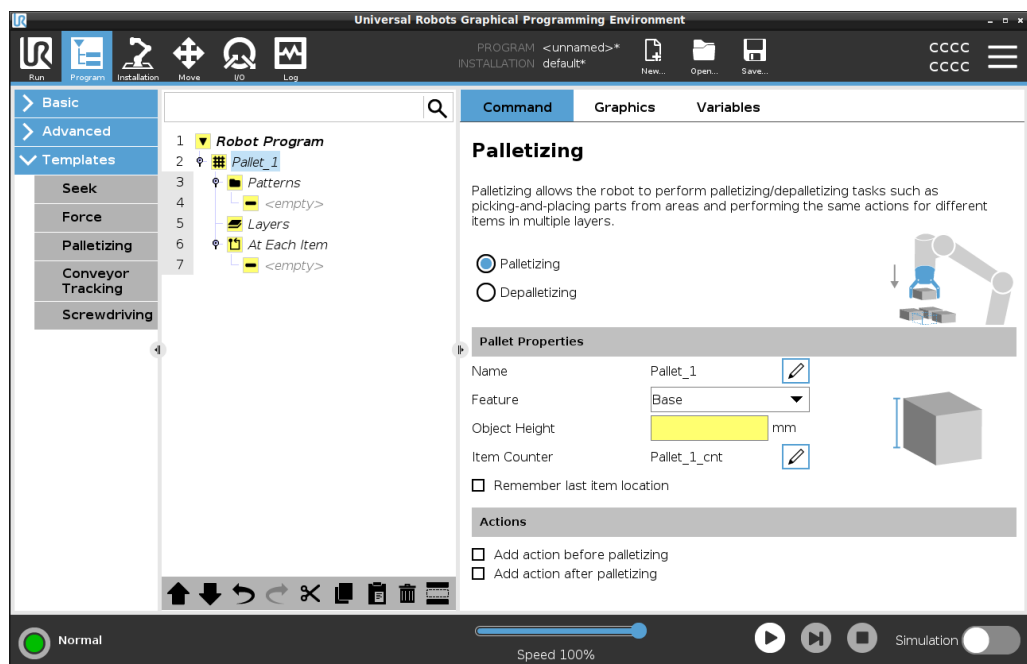 Universal Robots Graphical Programming Environment
UR
PROGRAM <unnamed>*
INSTALLATION default*
Run
Program
Installation
Move
I/O
Log
New...
Open...
Save...
CCCC
CCCC
Basic
Advanced
Templates
Seek
Force
Palletizing
Conveyor
Tracking
Screwdriving
1 Robot Program
2 Pallet_1
3 Patterns
4 <empty>
5 Layers
6 At Each Item
7 <empty>
Command Graphics Variables
Palletizing
Palletizing allows the robot to perform palletizing/depalletizing tasks such as
picking-and-placing parts from areas and performing the same actions for different
items in multiple layers.
Palletizing
Depalletizing
Pallet Properties
Name Pallet_1
Feature Base
Object Height mm
Item Counter Pallet_1_cnt
Remember last item location
Actions
Add action before palletizing
Add action after palletizing
Normal
Speed 100%
Simulation